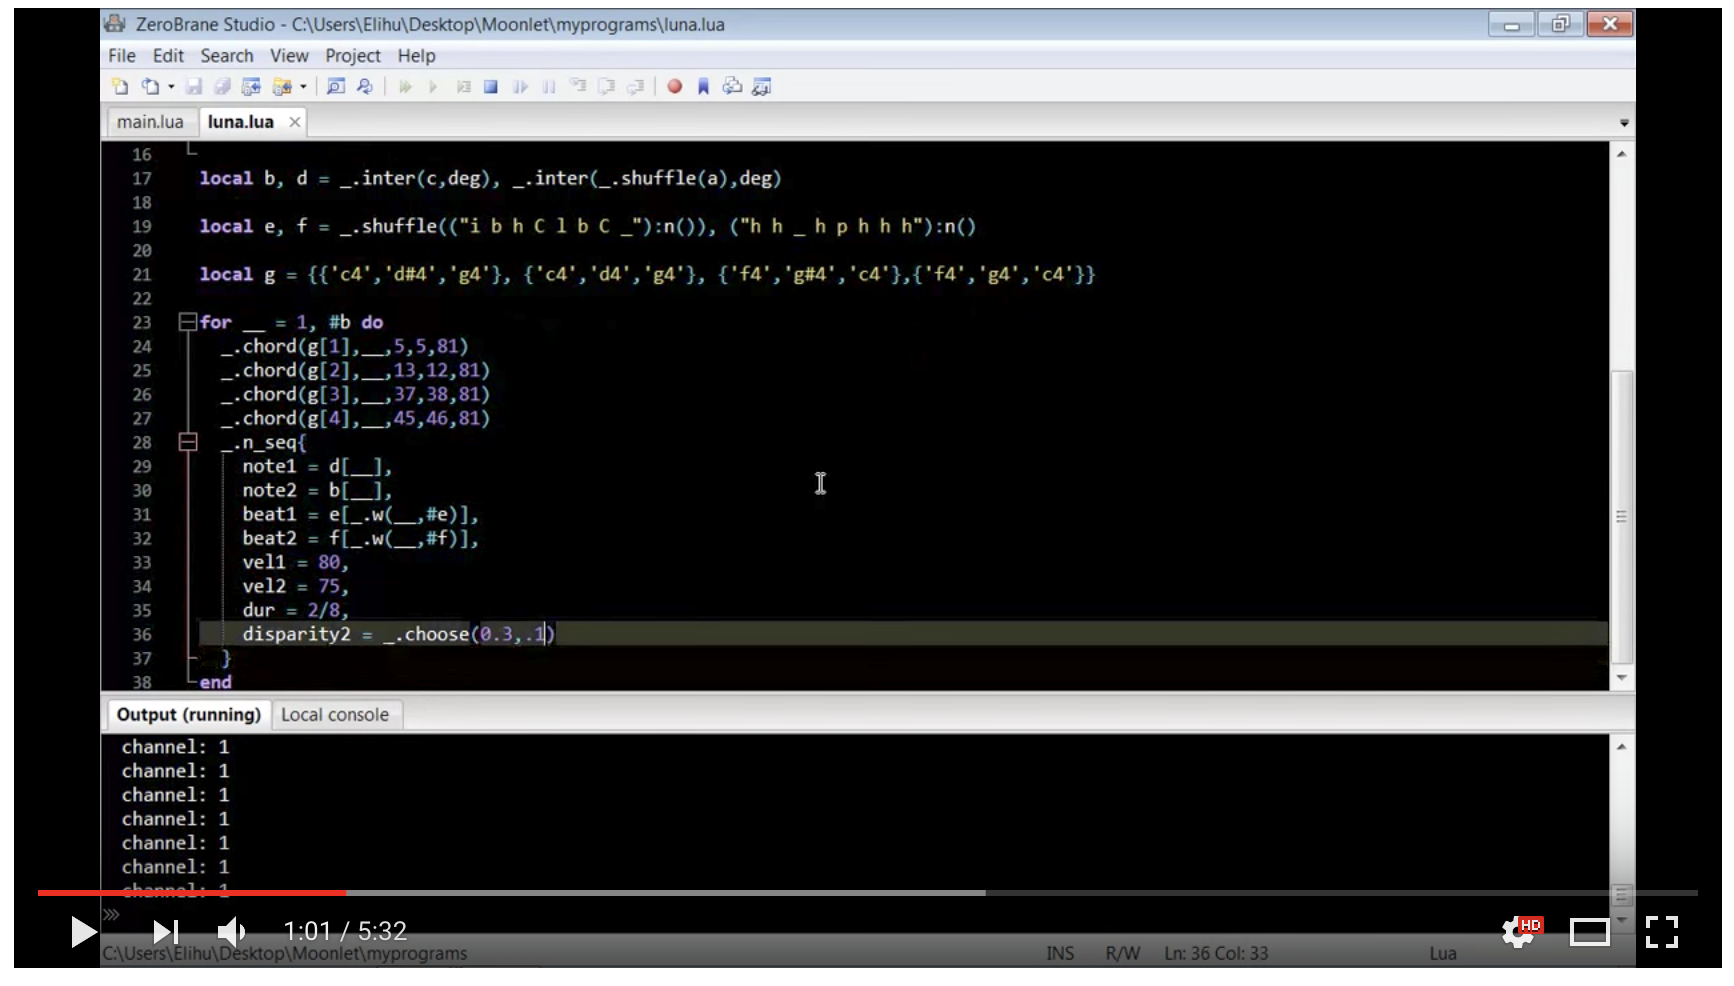 ZeroBrane Studio - C:\Users\Elihu\Desktop\Moonlet\myprograms\luna.lua
File Edit Search View Project Help
main.lua luna.lua
16
17 local b, d = _.inter(c,deg), _.inter(_.shuffle(a),deg)
18
19 local e, f = _.shuffle(("i b h C l b C _"):n()), ("h h _ h p h h h"):n()
20
21 local g = {{'c4','d#4','g4'}, {'c4','d4','g4'}, {'f4','g#4','c4'},{'f4','g4','c4'}}
22
23 for __ = 1, #b do
24 _.chord(g[1],__,5,5,81)
25 _.chord(g[2],__,13,12,81)
26 _.chord(g[3],__,37,38,81)
27 _.chord(g[4],__,45,46,81)
28 _.n_seq{
29 note1 = d[__],
30 note2 = b[__],
31 beat1 = e[_.w(__,#e)],
32 beat2 = f[_.w(__,#f)],
33 vel1 = 80,
34 vel2 = 75,
35 dur = 2/8,
36 disparity2 = _.choose(0.3,.1)
37 }
38 end
Output (running) Local console
channel: 1
channel: 1
channel: 1
channel: 1
channel: 1
channel: 1
channel: 1
1:01 / 5:32 HD
C:\Users\Elihu\Desktop\Moonlet\myprograms INS R/W Ln: 36 Col: 33 Lua